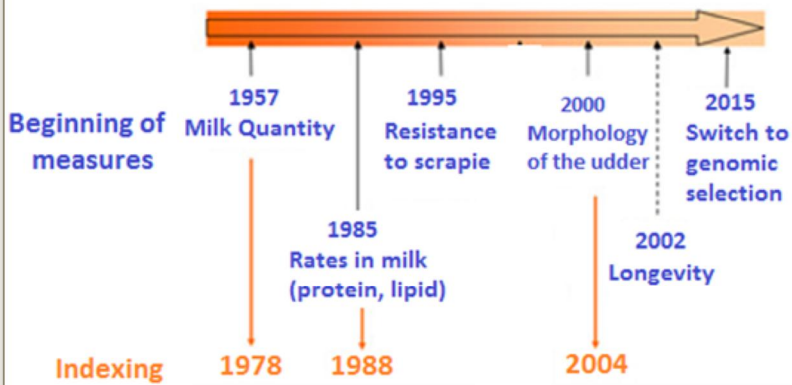 Beginning of
measures
1957
Milk Quantity
1985
Rates in milk
(protein, lipid)
1995
Resistance
to scrapie
2000
Morphology
of the udder
2002
Longevity
2015
Switch to
genomic
selection
Indexing
1978
1988
2004